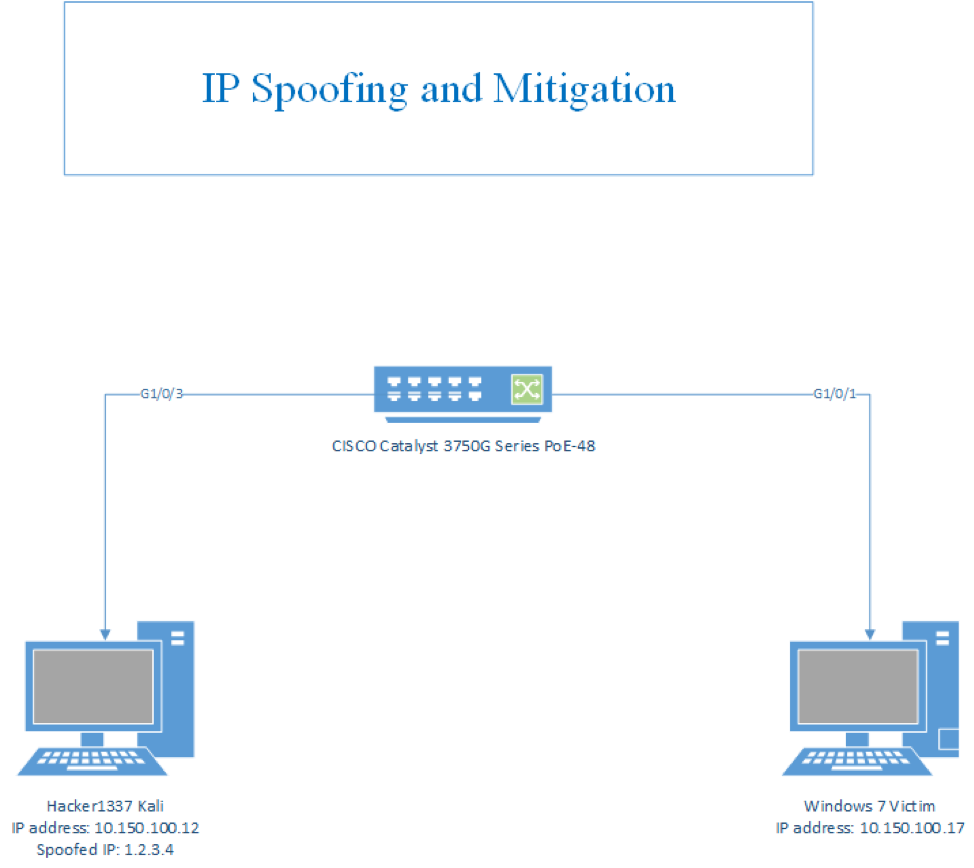 IP Spoofing and Mitigation
G1/0/3
G1/0/1
CISCO Catalyst 3750G Series PoE-48
Hacker1337 Kali
IP address: 10.150.100.12
Spoofed IP: 1.2.3.4
Windows 7 Victim
IP address: 10.150.100.17